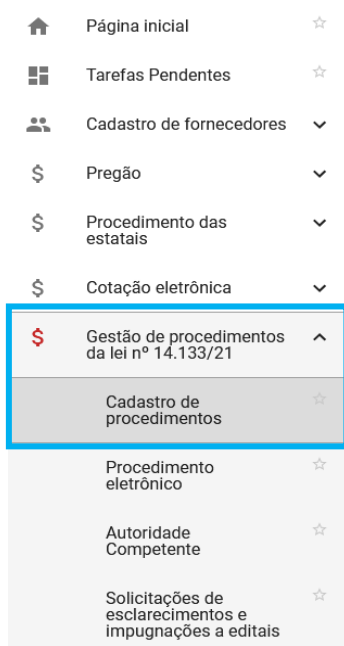 Página inicial
Tarefas Pendentes
Cadastro de fornecedores
$ Pregão
$ Procedimento das
estatais
$ Cotação eletrônica
$ Gestão de procedimentos
da lei nº 14.133/21
Cadastro de
procedimentos
Procedimento
eletrônico
Autoridade
Competente
Solicitações de
esclarecimentos e
impugnações a editais